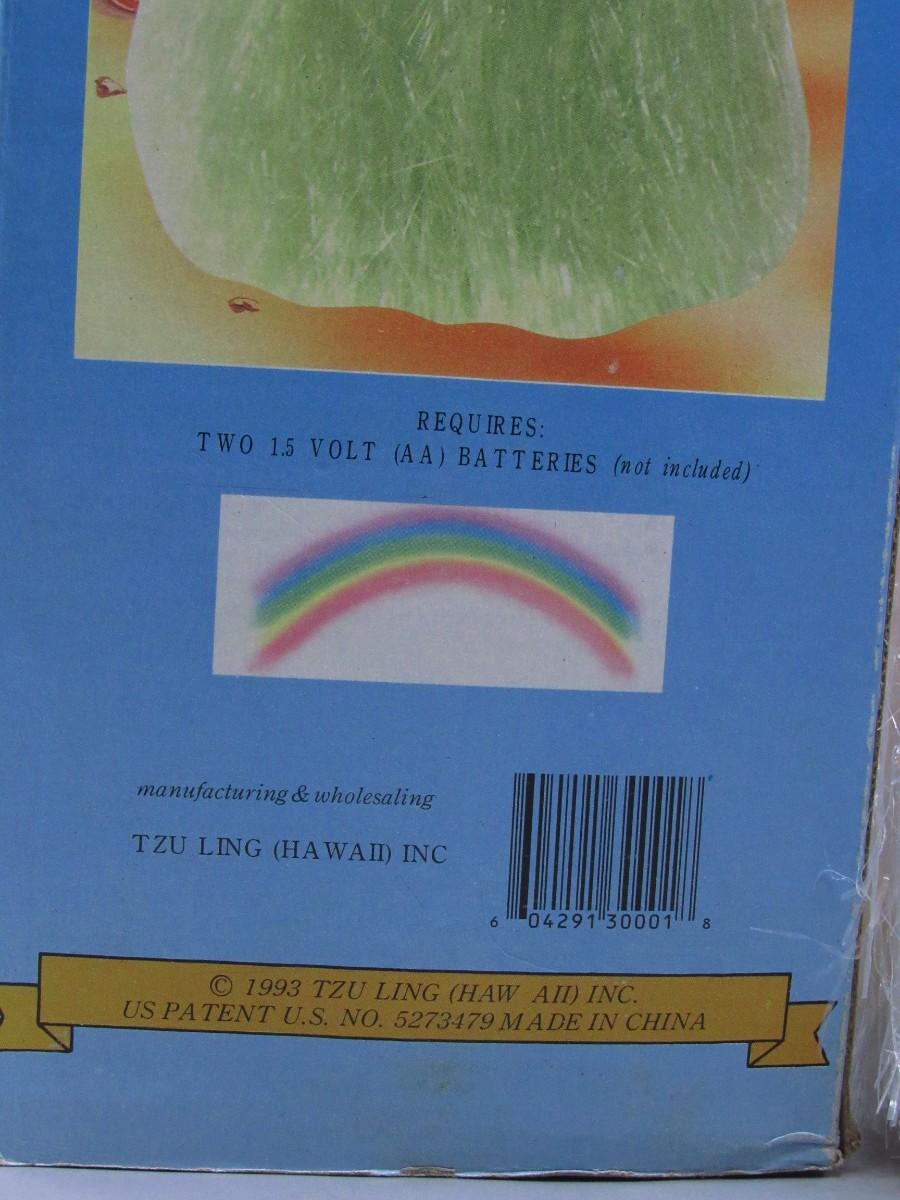 REQUIRES:
TWO 1.5 VOLT (AA) BATTERIES (not included)
manufacturing & wholesaling
TZU LING (HAWAII) INC
6 04291 30001 8
© 1993 TZU LING (HAW AII) INC.
US PATENT U.S. NO. 5273479 MADE IN CHINA